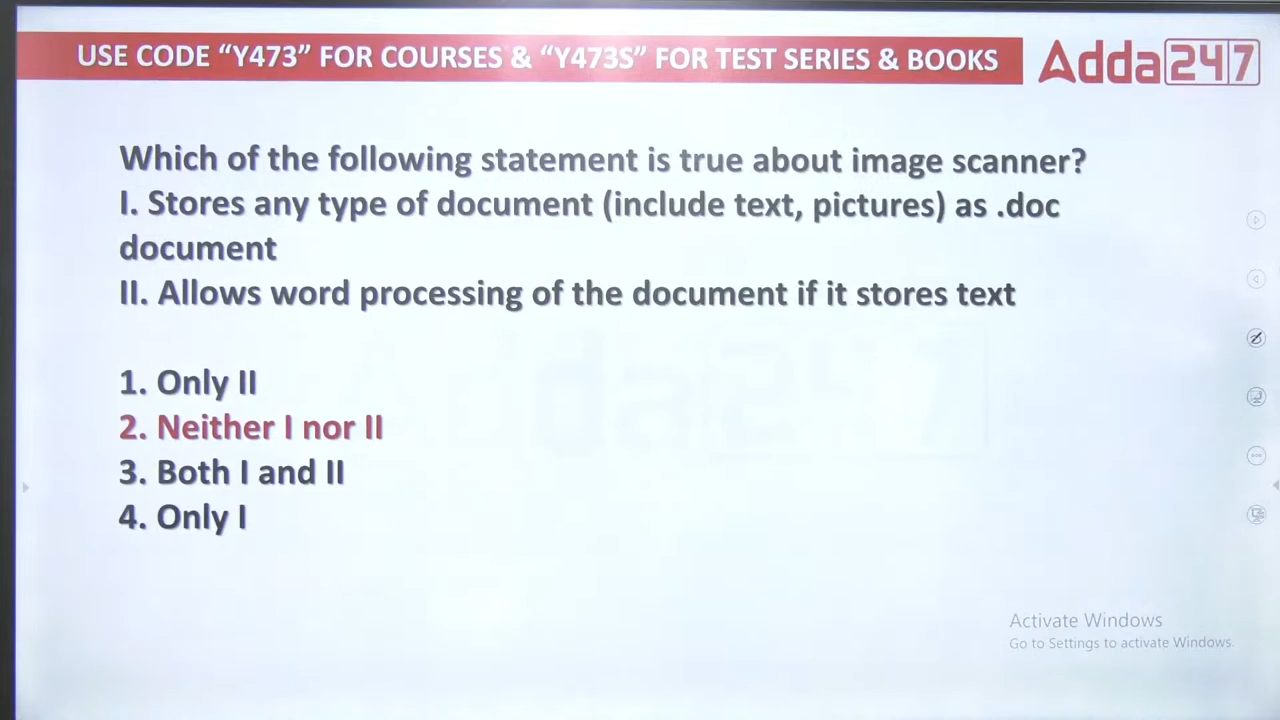 USE CODE “Y473” FOR COURSES & “Y473S” FOR TEST SERIES & BOOKS
Adda247
Which of the following statement is true about image scanner?
I. Stores any type of document (include text, pictures) as .doc
document
II. Allows word processing of the document if it stores text
1. Only II
2. Neither I nor II
3. Both I and II
4. Only I
Activate Windows
Go to Settings to activate Windows.